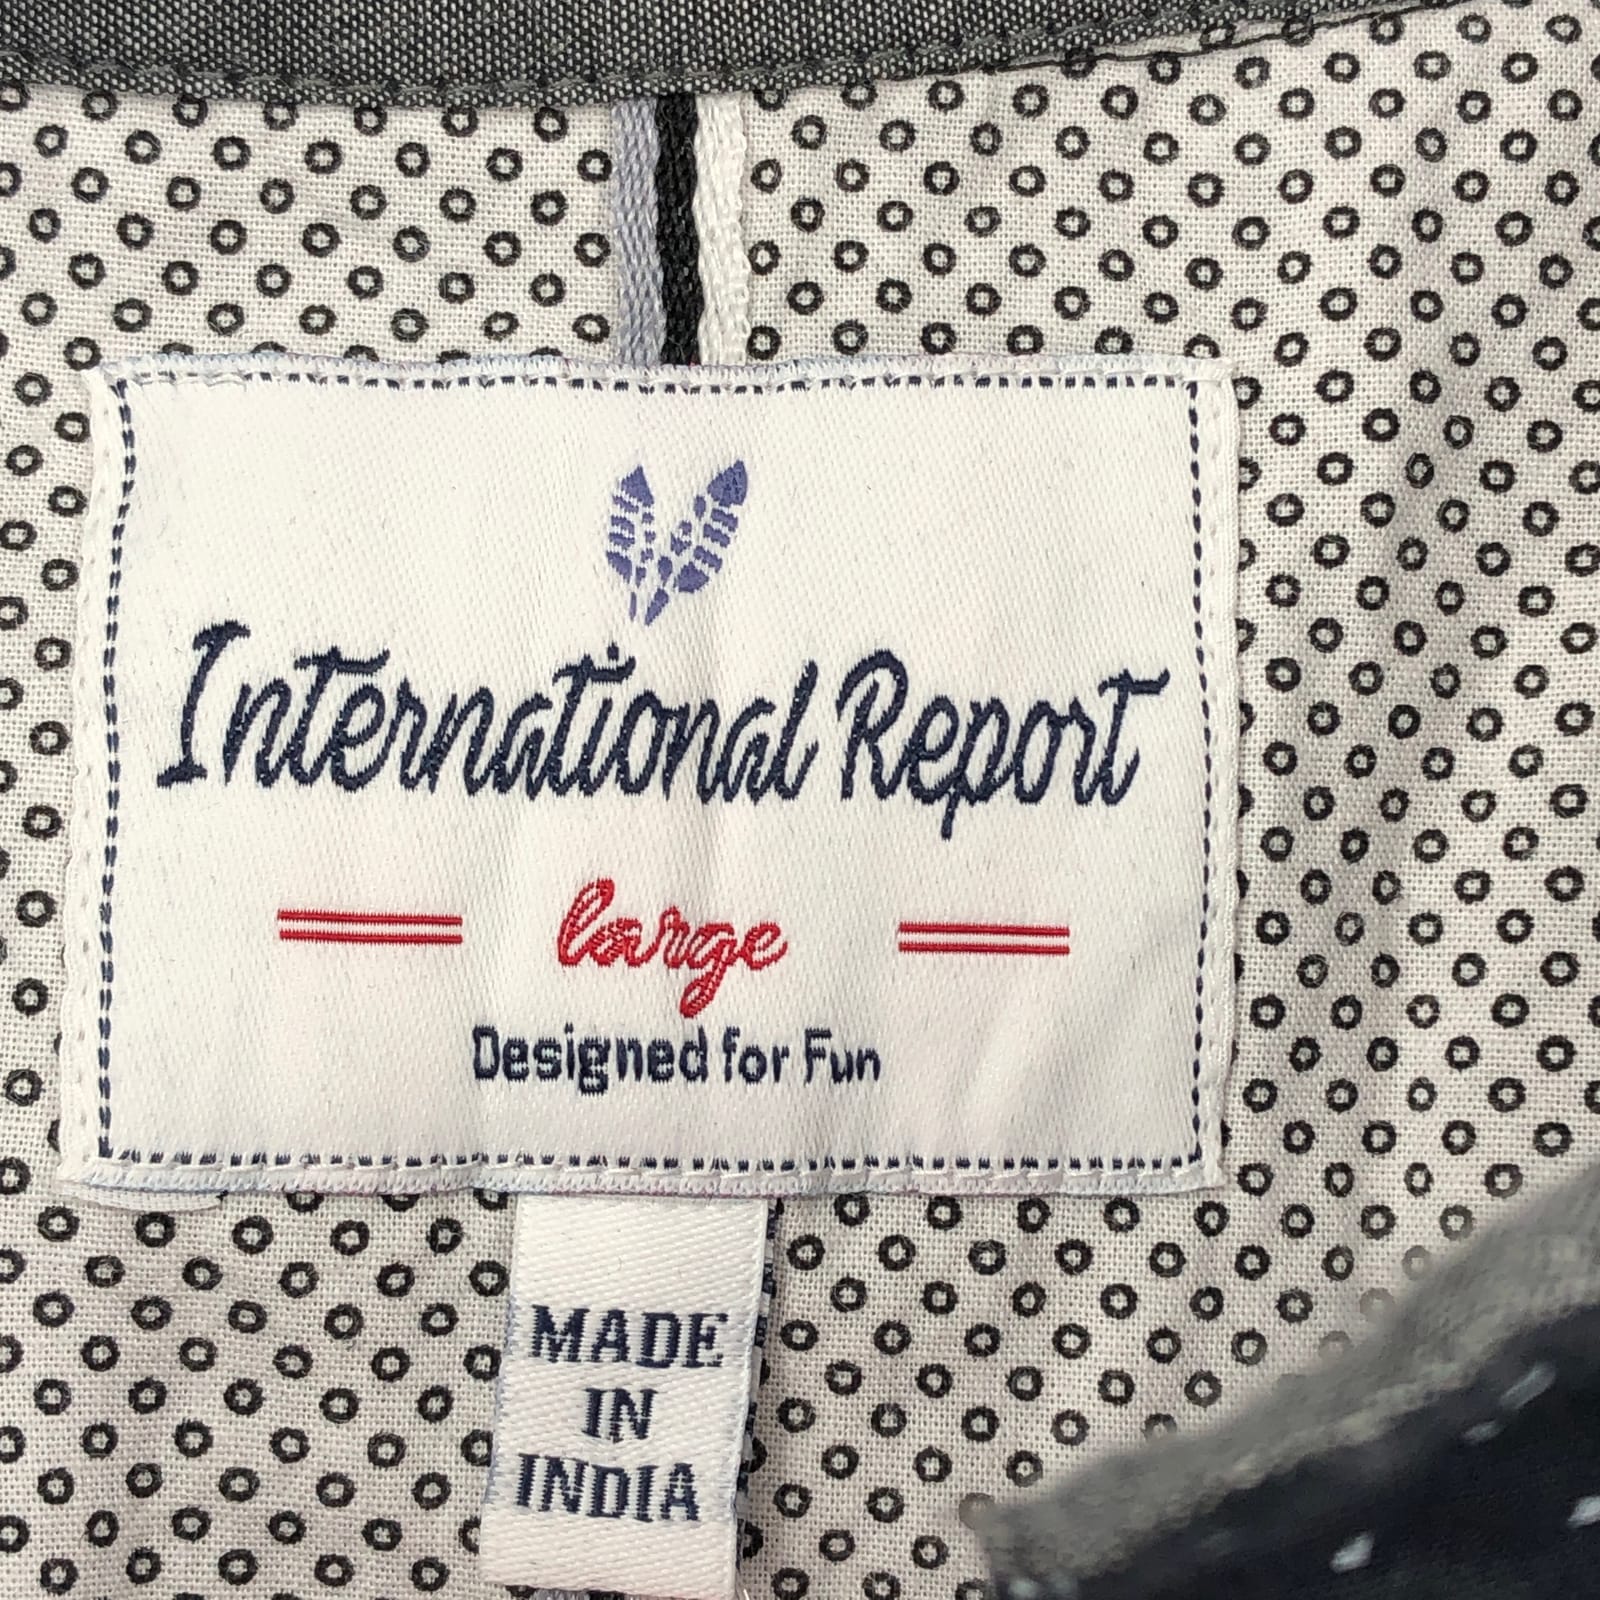 International Report
large
Designed for Fun
MADE
IN
INDIA